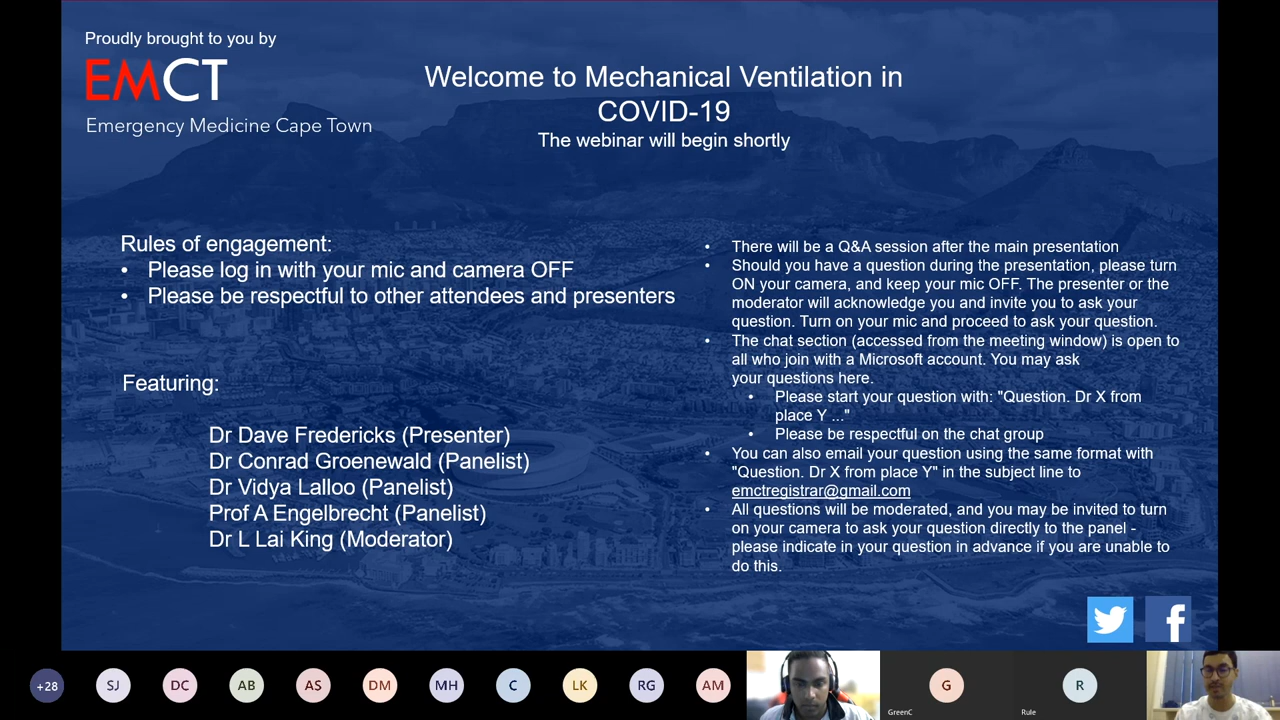 Proudly brought to you by
EMCT
Emergency Medicine Cape Town
Welcome to Mechanical Ventilation in
COVID-19
The webinar will begin shortly
Rules of engagement:
• Please log in with your mic and camera OFF
• Please be respectful to other attendees and presenters
Featuring:
Dr Dave Fredericks (Presenter)
Dr Conrad Groenewald (Panelist)
Dr Vidya Lalloo (Panelist)
Prof A Engelbrecht (Panelist)
Dr L Lai King (Moderator)
• There will be a Q&A session after the main presentation
• Should you have a question during the presentation, please turn
ON your camera, and keep your mic OFF. The presenter or the
moderator will acknowledge you and invite you to ask your
question. Turn on your mic and proceed to ask your question.
• The chat section (accessed from the meeting window) is open to
all who join with a Microsoft account. You may ask
your questions here.
• Please start your question with: "Question. Dr X from
place Y ..."
• Please be respectful on the chat group
• You can also email your question using the same format with
"Question. Dr X from place Y" in the subject line to
emctregistrar@gmail.com
• All questions will be moderated, and you may be invited to turn
on your camera to ask your question directly to the panel -
please indicate in your question in advance if you are unable to
do this.
f
+28 SJ DC AB AS DM MH C LK RG AM G R
GreenC Rule